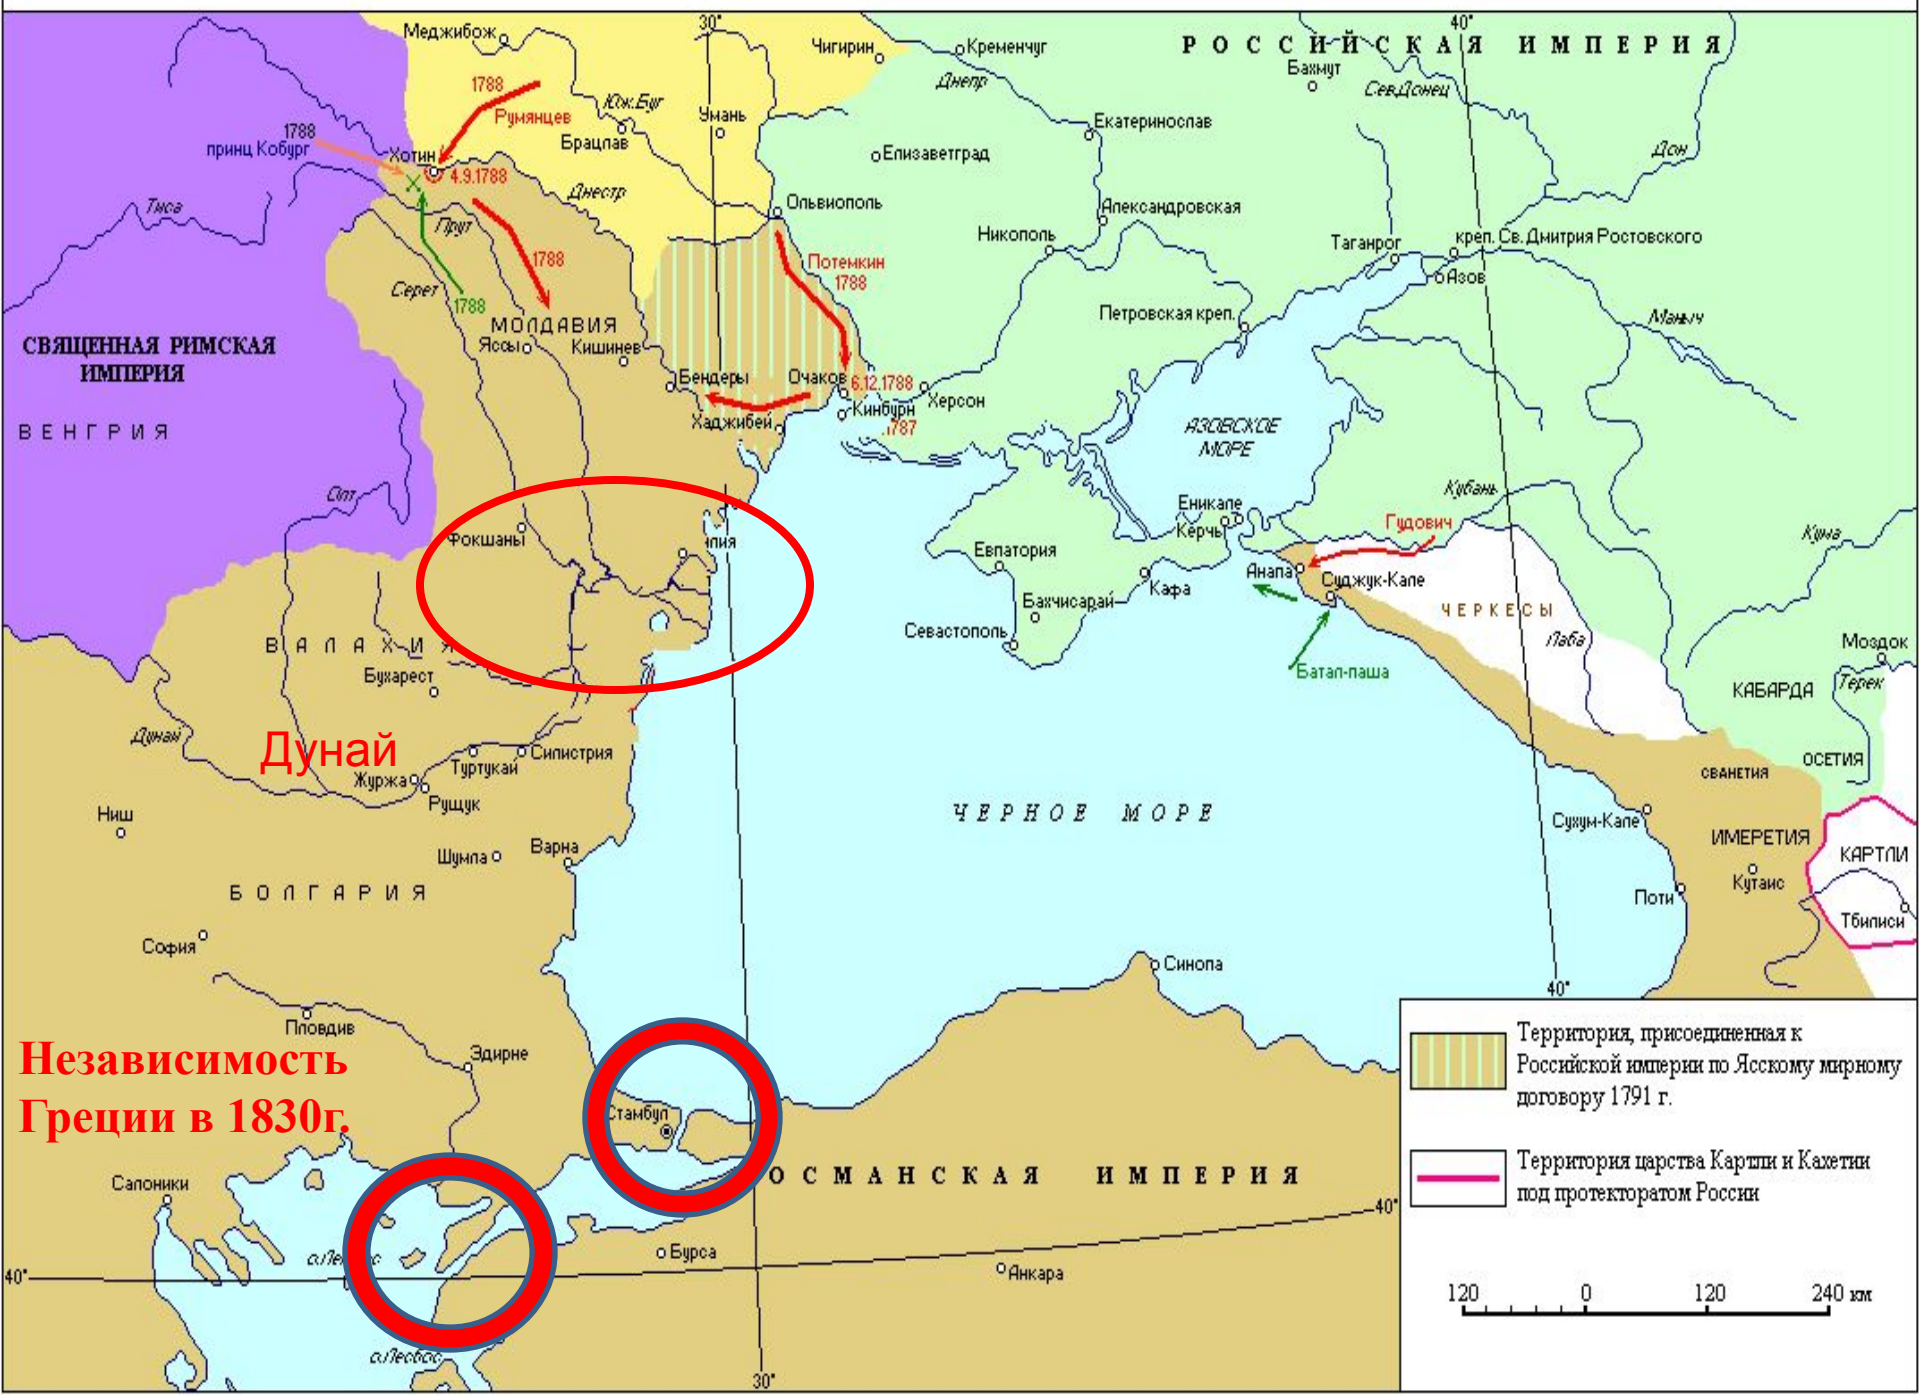 30°
40°
РОССИЙСКАЯ ИМПЕРИЯ
Меджибож
Чигирин
Кременчуг
Бахмут
Днепр
Сев.Донец
1788
Румянцев
Юж.Буг
Умань
Брацлав
Екатеринослав
Дон
1788
принц Кобург
Хотин
4.9.1788
Елизаветград
Днестр
Тиса
Ольвиополь
Александровская
Прут
Никополь
Таганрог
креп. Св. Дмитрия Ростовского
Азов
1788
Потемкин
1788
Серет
1788
МОЛДАВИЯ
Яссы
Кишинев
Петровская креп.
Маныч
СВЯЩЕННАЯ РИМСКАЯ
ИМПЕРИЯ
Бендеры
Очаков
6.12.1788
Кинбурн
Херсон
Хаджибей
ВЕНГРИЯ
АЗОВСКОЕ
МОРЕ
Олт
Кубань
Еникале
Керчь
Гудович
Кума
Фокшаны
Евпатория
Анапа
Суджук-Кале
Кафа
Бахчисарай
ЧЕРКЕСЫ
Севастополь
Лаба
Моздок
ВАЛАХИЯ
Бухарест
Батал-паша
КАБАРДА
Терек
Дунай
Дунай
Силистрия
Туртукай
Журжа
Рущук
ОСЕТИЯ
СВАНЕТИЯ
Ниш
ЧЕРНОЕ МОРЕ
Сухум-Кале
ИМЕРЕТИЯ
КАРТЛИ
Шумла
Варна
Кутаис
БОЛГАРИЯ
Поти
Тбилиси
София
Синопа
40°
Пловдив
Эдирне
Независимость
Греции в 1830г.
Стамбул
Территория, присоединенная к
Российской империи по Ясскому мирному
договору 1791 г.
ОСМАНСКАЯ ИМПЕРИЯ
Салоники
Территория царства Картли и Кахетии
под протекторатом России
40°
Бурса
Анкара
40°
120 0 120 240 км
о.Лесбос
30°